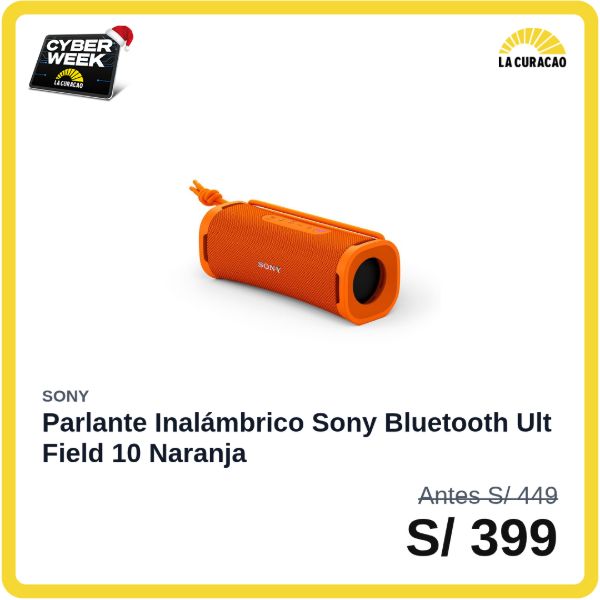 CYBER
WEEK
LA CURACAO
LA CURACAO
SONY
SONY
Parlante Inalámbrico Sony Bluetooth Ult
Field 10 Naranja
Antes S/ 449
S/ 399